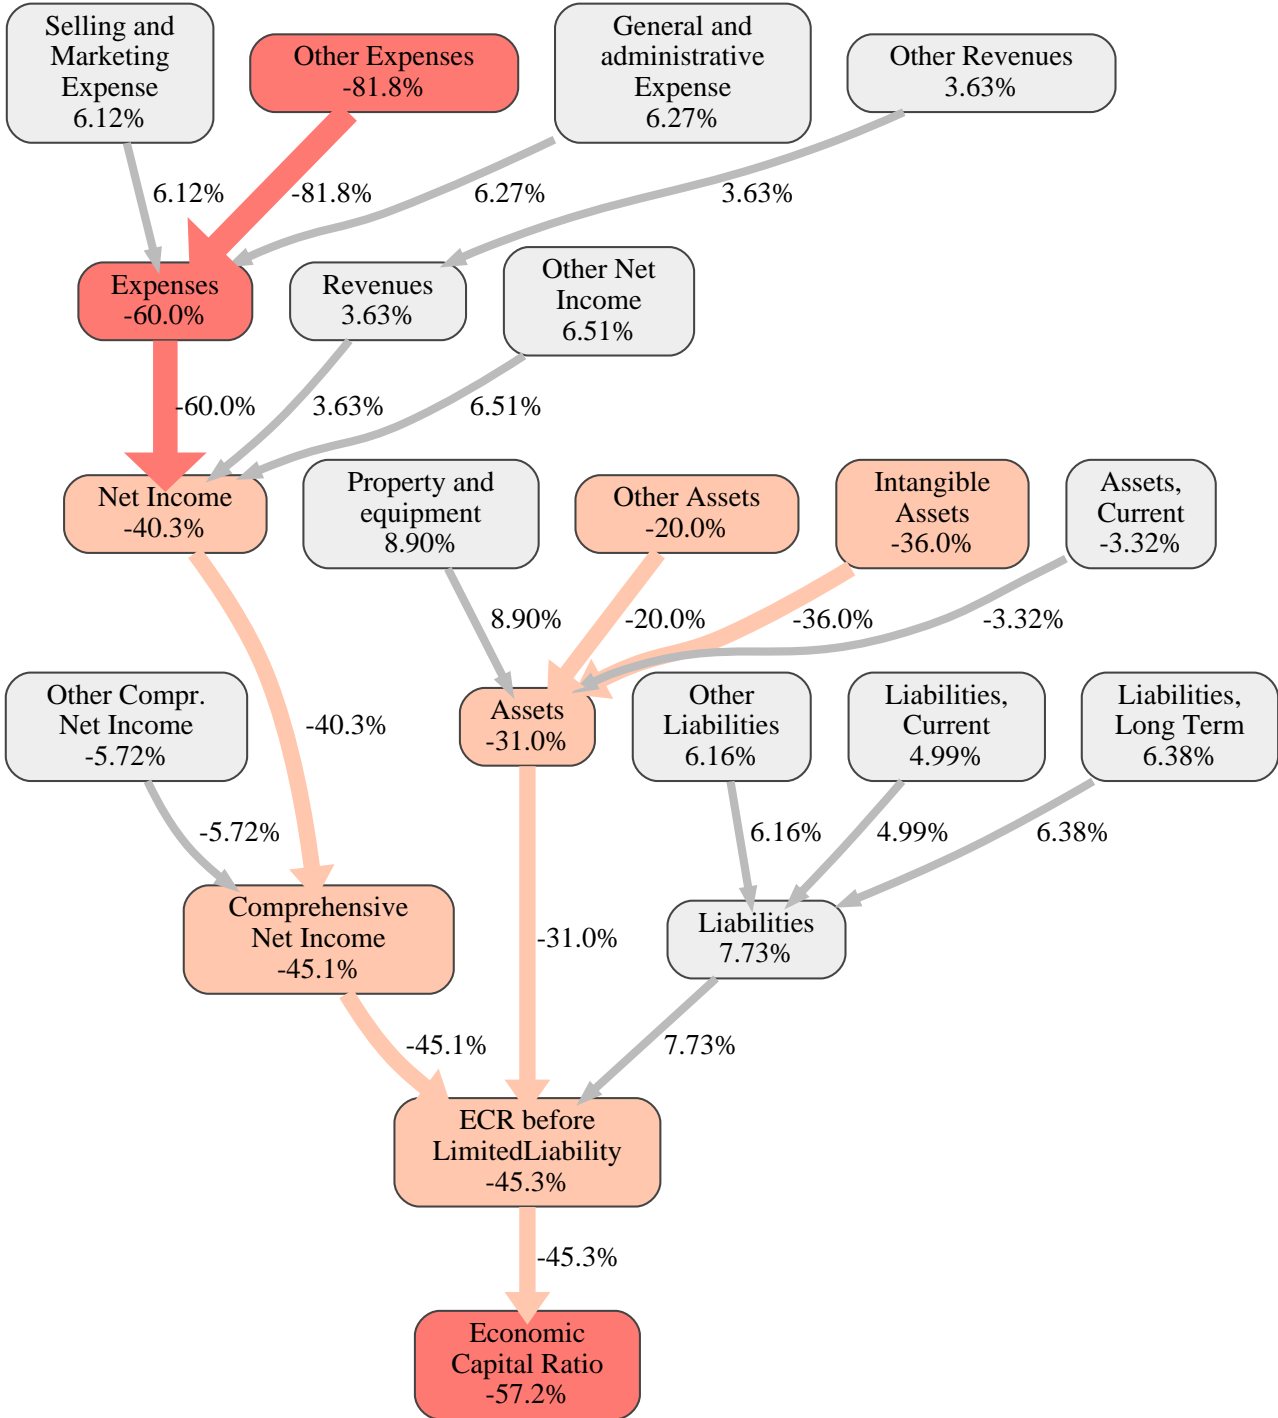 Selling and
Marketing
Expense
6.12%
Other Expenses
-81.8%
General and
administrative
Expense
6.27%
Other Revenues
3.63%
6.12%
-81.8%
6.27%
3.63%
Expenses
-60.0%
Revenues
3.63%
Other Net
Income
6.51%
-60.0%
3.63%
6.51%
Net Income
-40.3%
Property and
equipment
8.90%
Other Assets
-20.0%
Intangible
Assets
-36.0%
Assets,
Current
-3.32%
8.90%
-20.0%
-36.0%
-3.32%
Other Compr.
Net Income
-5.72%
-40.3%
Assets
-31.0%
Other
Liabilities
6.16%
Liabilities,
Current
4.99%
Liabilities,
Long Term
6.38%
-5.72%
6.16%
4.99%
6.38%
Comprehensive
Net Income
-45.1%
-31.0%
Liabilities
7.73%
-45.1%
7.73%
ECR before
LimitedLiability
-45.3%
-45.3%
Economic
Capital Ratio
-57.2%